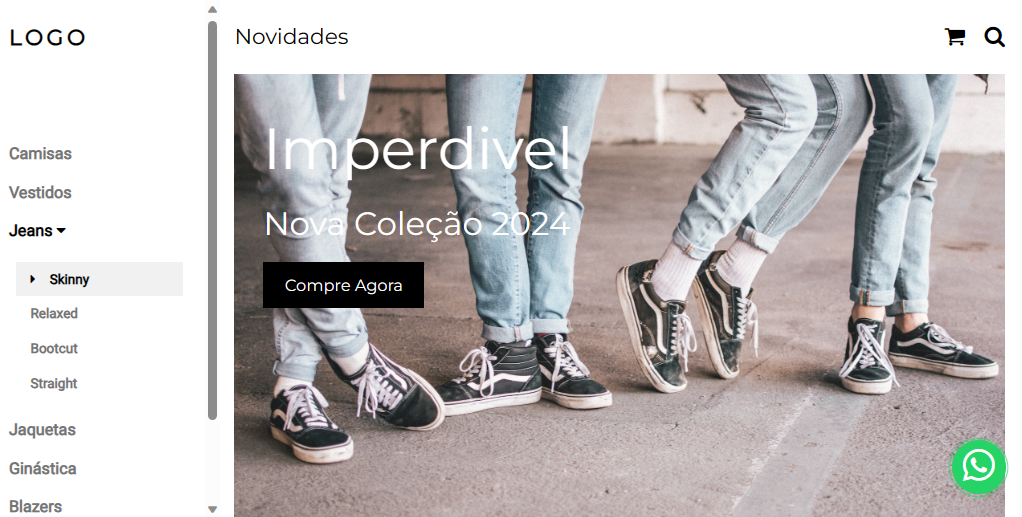 LOGO
Novidades
Camisas
Vestidos
Jeans
Skinny
Relaxed
Bootcut
Straight
Jaquetas
Ginástica
Blazers
Imperdivel
Nova Coleção 2024
Compre Agora